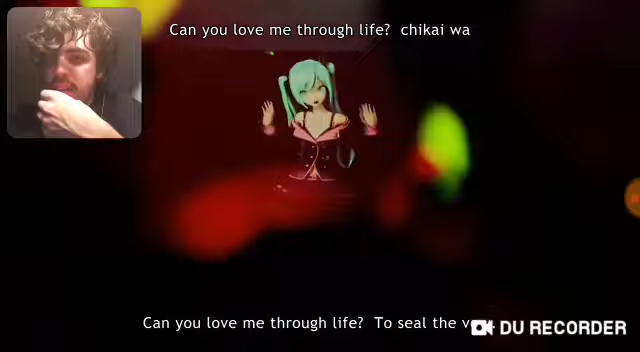 Can you love me through life?  chikai wa
Can you love me through life?  To seal the
DU RECORDER